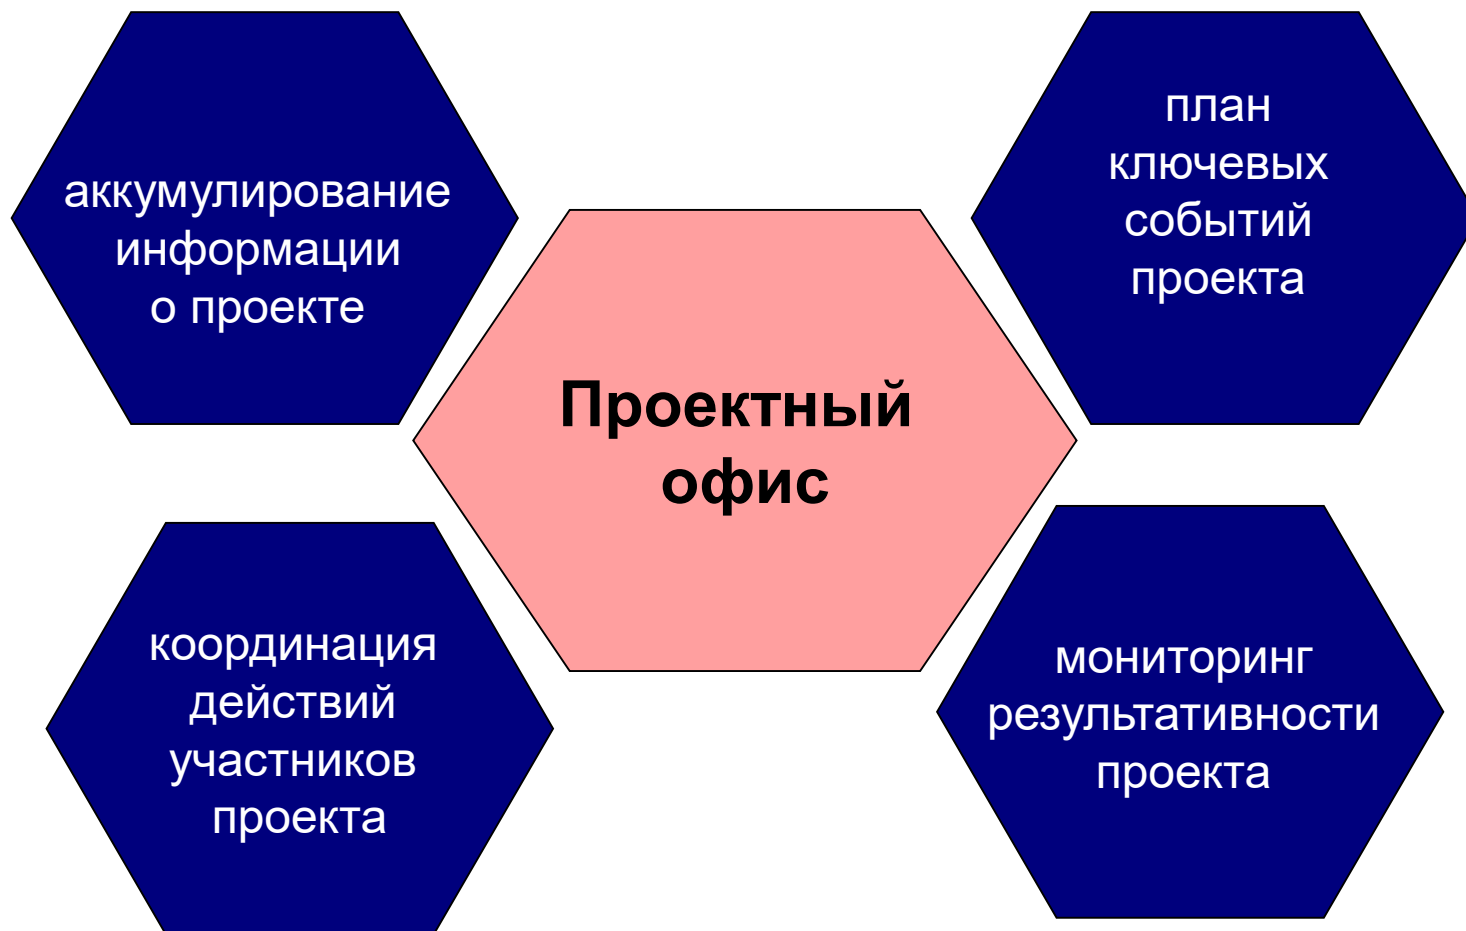 аккумулирование
информации
о проекте
план
ключевых
событий
проекта
Проектный
офис
координация
действий
участников
проекта
мониторинг
результативности
проекта